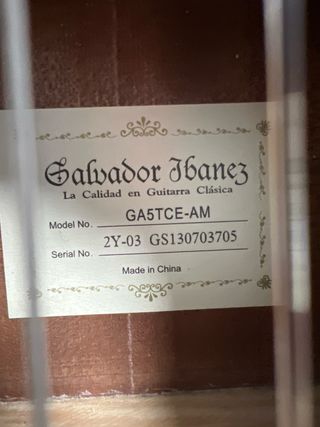 Salvador Ibanez
La Calidad en Guitarra Clásica
Model No. GA5TCE-AM
Serial No. 2Y-03 GS130703705
Made in China